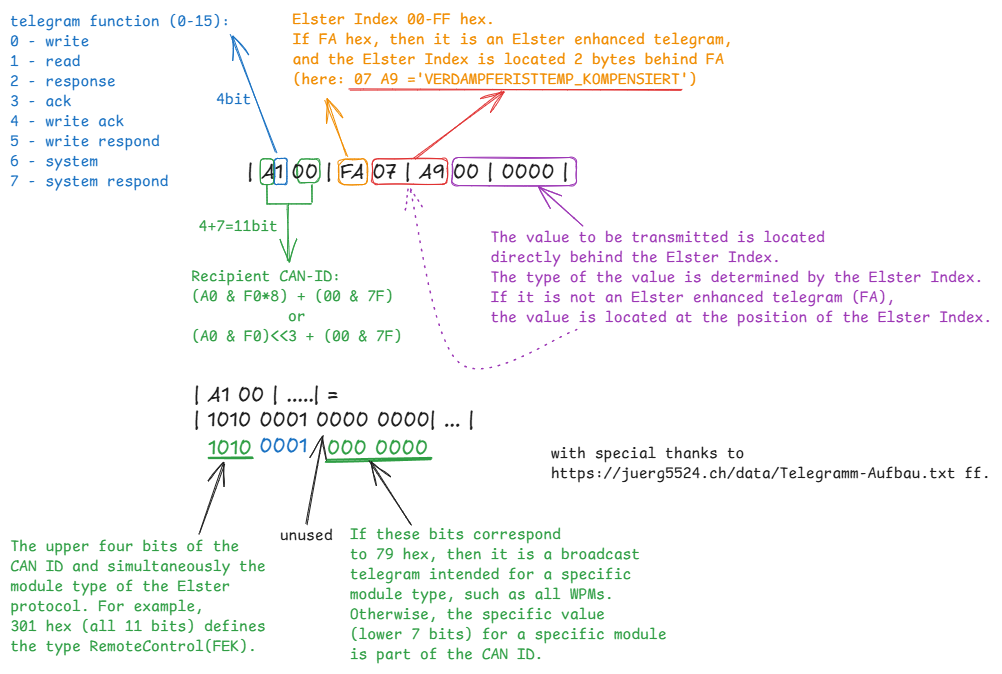 telegram function (0-15):
0 - write
1 - read
2 - response
3 - ack
4 - write ack
5 - write respond
6 - system
7 - system respond
Elster Index 00-FF hex.
If FA hex, then it is an Elster enhanced telegram,
and the Elster Index is located 2 bytes behind FA
(here: 07 A9 ='VERDAMPFERISTTEMP_KOMPENSIERT')
4bit
| A1 00 | FA 07 | A9 00 | 0000 |
4+7=11bit
Recipient CAN-ID:
(A0 & F0*8) + (00 & 7F)
or
(A0 & F0)<<3 + (00 & 7F)
The value to be transmitted is located
directly behind the Elster Index.
The type of the value is determined by the Elster Index.
If it is not an Elster enhanced telegram (FA),
the value is located at the position of the Elster Index.
| A1 00 | .....| =
| 1010 0001 0000 0000| ... |
1010 0001 000 0000
with special thanks to
https://juerg5524.ch/data/Telegramm-Aufbau.txt ff.
unused
The upper four bits of the
CAN ID and simultaneously the
module type of the Elster
protocol. For example,
301 hex (all 11 bits) defines
the type RemoteControl(FEK).
If these bits correspond
to 79 hex, then it is a broadcast
telegram intended for a specific
module type, such as all WPMs.
Otherwise, the specific value
(lower 7 bits) for a specific module
is part of the CAN ID.